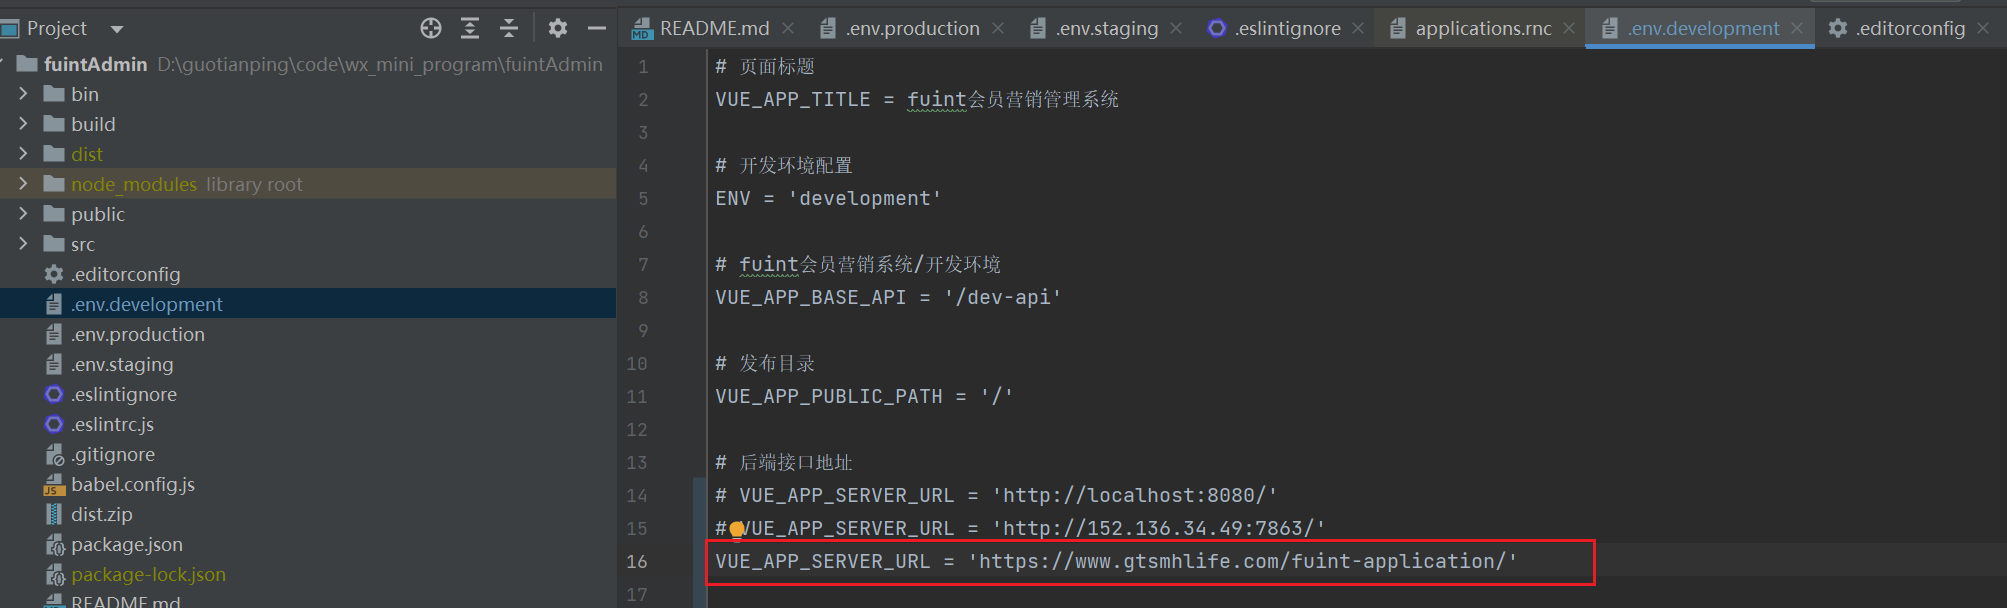 Project
fuintAdmin D:\guotianping\code\wx_mini_program\fuintAdmin
bin
build
dist
node_modules library root
public
src
.editorconfig
.env.development
.env.production
.env.staging
.eslintignore
.eslintrc.js
.gitignore
babel.config.js
dist.zip
package.json
package-lock.json
README.md
README.md .env.production .env.staging .eslintignore applications.rnc .env.development .editorconfig
1 # 页面标题
2 VUE_APP_TITLE = fuint会员营销管理系统
3
4 # 开发环境配置
5 ENV = 'development'
6
7 # fuint会员营销系统/开发环境
8 VUE_APP_BASE_API = '/dev-api'
9
10 # 发布目录
11 VUE_APP_PUBLIC_PATH = '/'
12
13 # 后端接口地址
14 # VUE_APP_SERVER_URL = 'http://localhost:8080/'
15 # VUE_APP_SERVER_URL = 'http://152.136.34.49:7863/'
16 VUE_APP_SERVER_URL = 'https://www.gtsmhlife.com/fuint-application/'
17